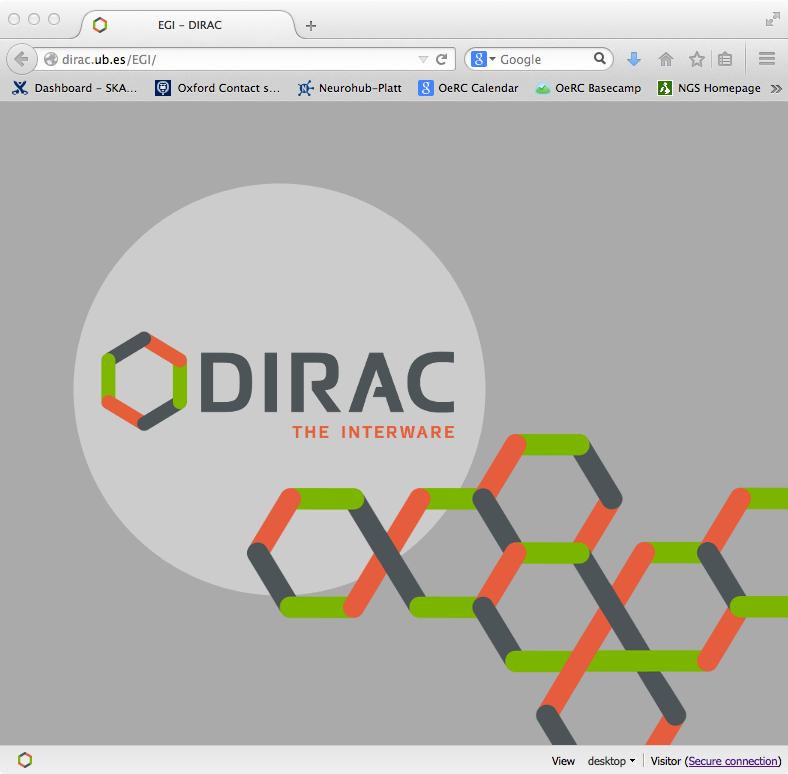 EGI – DIRAC
dirac.ub.es/EGI/
Google
Dashboard – SKA...
Oxford Contact s...
Neurohub-Platt
OeRC Calendar
OeRC Basecamp
NGS Homepage
DIRAC
THE INTERWARE
View desktop Visitor (Secure connection)